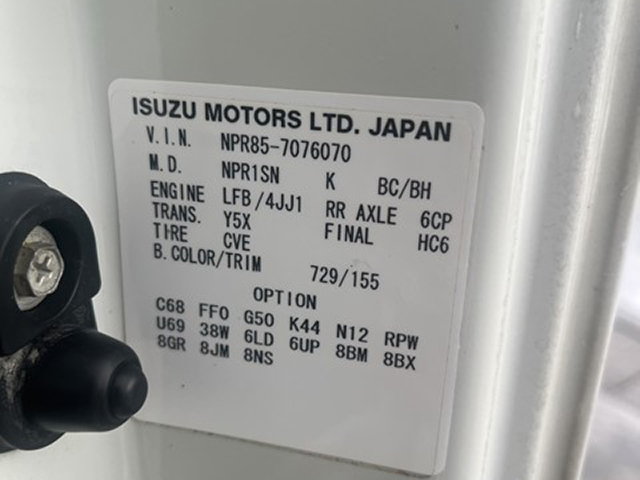 ISUZU MOTORS LTD. JAPAN
V.I.N. NPR85-7076070
M.D. NPR1SN K BC/BH
ENGINE LFB/4JJ1 RR AXLE 6CP
TRANS. Y5X FINAL HC6
TIRE CVE
B.COLOR/TRIM 729/155
OPTION
C68 FF0 G50 K44 N12 RPW
U69 38W 6LD 6UP 8BM 8BX
8GR 8JM 8NS